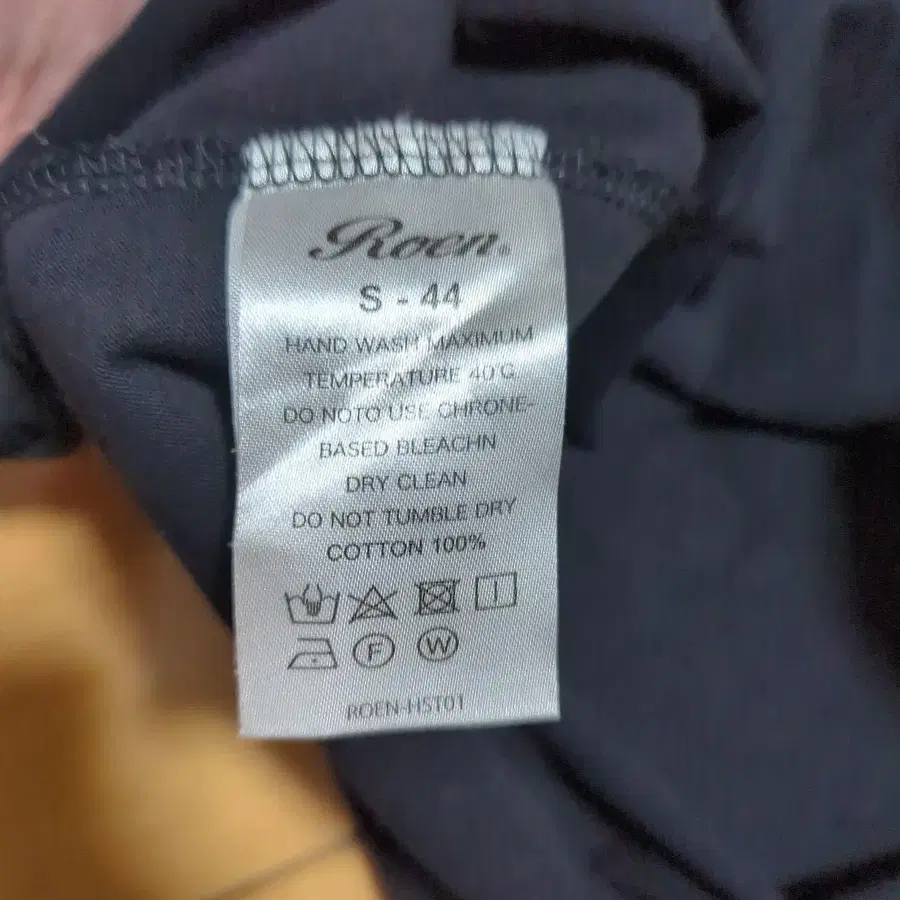 Roen.
S - 44
HAND WASH MAXIMUM
TEMPERATURE 40°C
DO NOTO USE CHRONE-
BASED BLEACHN
DRY CLEAN
DO NOT TUMBLE DRY
COTTON 100%
F W
ROEN-HST01